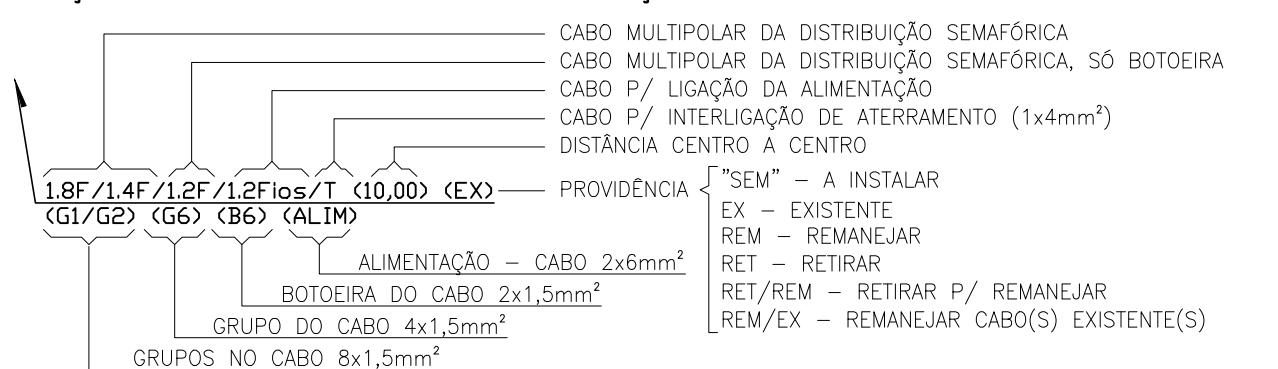 CABO MULTIPOLAR DA DISTRIBUIÇÃO SEMAFÓRICA
CABO MULTIPOLAR DA DISTRIBUIÇÃO SEMAFÓRICA, SÓ BOTOEIRA
CABO P/ LIGAÇÃO DA ALIMENTAÇÃO
CABO P/ INTERLIGAÇÃO DE ATERRAMENTO (1x4mm²)
DISTÂNCIA CENTRO A CENTRO
1.8F/1.4F/1.2F/1.2Fios/T (10,00) (EX)
PROVIDÊNCIA
"SEM" – A INSTALAR
EX – EXISTENTE
REM – REMANEJAR
RET – RETIRAR
RET/REM – RETIRAR P/ REMANEJAR
REM/EX – REMANEJAR CABO(S) EXISTENTE(S)
(G1/G2) (G6) (B6) (ALIM)
ALIMENTAÇÃO – CABO 2x6mm²
BOTOEIRA DO CABO 2x1,5mm²
GRUPO DO CABO 4x1,5mm²
GRUPOS NO CABO 8x1,5mm²